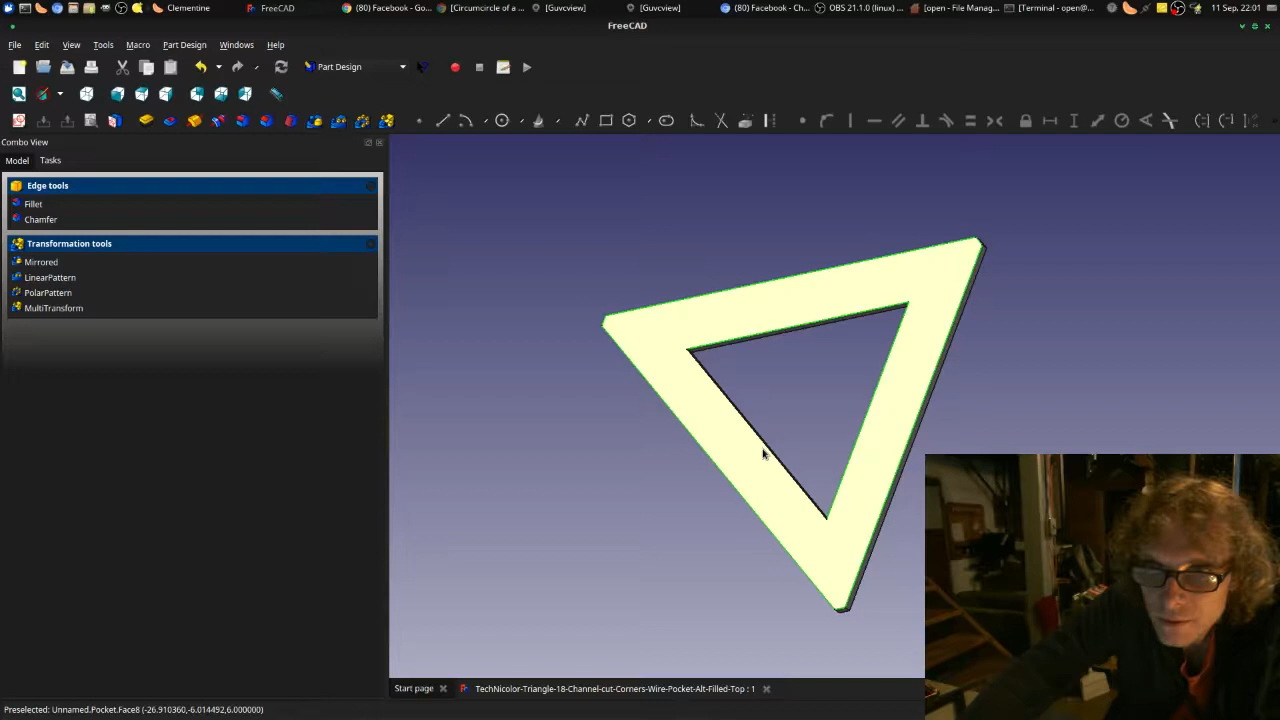 Clementine
FreeCAD
(80) Facebook - Go...
[Circumcircle of a ...
[Guvcview]
[Guvcview]
(80) Facebook - Ch...
OBS 21.1.0 (linux) ...
[open - File Manag...
[Terminal - open@...
11 Sep, 22:01
FreeCAD
File
Edit
View
Tools
Macro
Part Design
Windows
Help
Part Design
Combo View
Model
Tasks
Edge tools
Fillet
Chamfer
Transformation tools
Mirrored
LinearPattern
PolarPattern
MultiTransform
Start page
TechNicolor-Triangle-18-Channel-cut-Corners-Wire-Pocket-Alt-Filled-Top : 1
Preselected: Unnamed.Pocket.Face8 (-26.910360,-6.014492,6.000000)